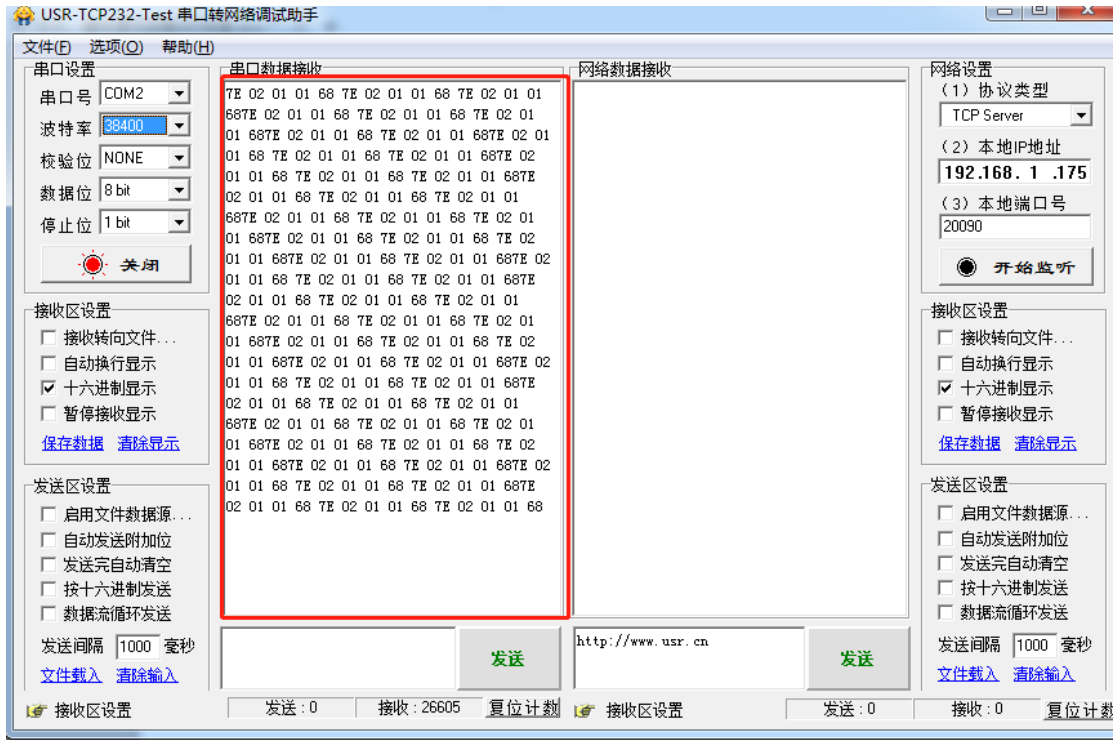 USR-TCP232-Test 串口转网络调试助手
文件(F) 选项(O) 帮助(H)
串口设置
串口号 COM2
波特率 38400
校验位 NONE
数据位 8 bit
停止位 1 bit
关闭
接收区设置
接收转向文件...
自动换行显示
十六进制显示
暂停接收显示
保存数据 清除显示
发送区设置
启用文件数据源...
自动发送附加位
发送完自动清空
按十六进制发送
数据流循环发送
发送间隔 1000 毫秒
文件载入 清除输入
接收区设置
串口数据接收
7E 02 01 01 68 7E 02 01 01 68 7E 02 01 01
687E 02 01 01 68 7E 02 01 01 68 7E 02 01
01 687E 02 01 01 68 7E 02 01 01 687E 02 01
01 68 7E 02 01 01 68 7E 02 01 01 687E 02
01 01 68 7E 02 01 01 68 7E 02 01 01 687E
02 01 01 68 7E 02 01 01 68 7E 02 01 01
687E 02 01 01 68 7E 02 01 01 68 7E 02 01
01 687E 02 01 01 68 7E 02 01 01 68 7E 02
01 01 687E 02 01 01 68 7E 02 01 01 687E 02
01 01 68 7E 02 01 01 68 7E 02 01 01 687E
02 01 01 68 7E 02 01 01 68 7E 02 01 01
687E 02 01 01 68 7E 02 01 01 68 7E 02 01
01 687E 02 01 01 68 7E 02 01 01 68 7E 02
01 01 687E 02 01 01 68 7E 02 01 01 687E 02
01 01 68 7E 02 01 01 68 7E 02 01 01 687E
02 01 01 68 7E 02 01 01 68 7E 02 01 01
687E 02 01 01 68 7E 02 01 01 68 7E 02 01
01 687E 02 01 01 68 7E 02 01 01 68 7E 02
01 01 687E 02 01 01 68 7E 02 01 01 687E 02
01 01 68 7E 02 01 01 68 7E 02 01 01 687E
02 01 01 68 7E 02 01 01 68 7E 02 01 01 68
发送
发送 : 0 接收 : 26605 复位计数
网络数据接收
http://www.usr.cn
发送
接收区设置 发送 : 0 接收 : 0 复位计数
网络设置
(1) 协议类型
TCP Server
(2) 本地IP地址
192.168. 1 .175
(3) 本地端口号
20090
开始监听
接收区设置
接收转向文件...
自动换行显示
十六进制显示
暂停接收显示
保存数据 清除显示
发送区设置
启用文件数据源...
自动发送附加位
发送完自动清空
按十六进制发送
数据流循环发送
发送间隔 1000 毫秒
文件载入 清除输入